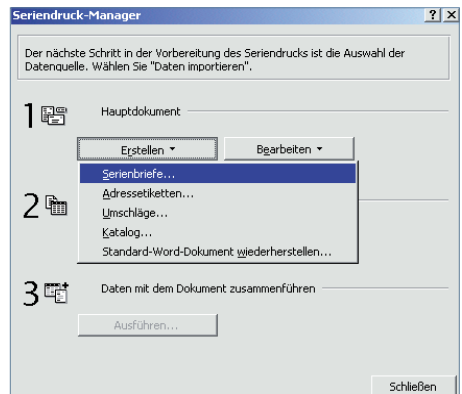 Seriendruck-Manager
Der nächste Schritt in der Vorbereitung des Seriendrucks ist die Auswahl der
Datenquelle. Wählen Sie "Daten importieren".
1 Hauptdokument
Erstellen Bearbeiten
Serienbriefe...
Adressetiketten...
2
Umschläge...
Katalog...
Standard-Word-Dokument wiederherstellen...
3 Daten mit dem Dokument zusammenführen
Ausführen...
Schließen